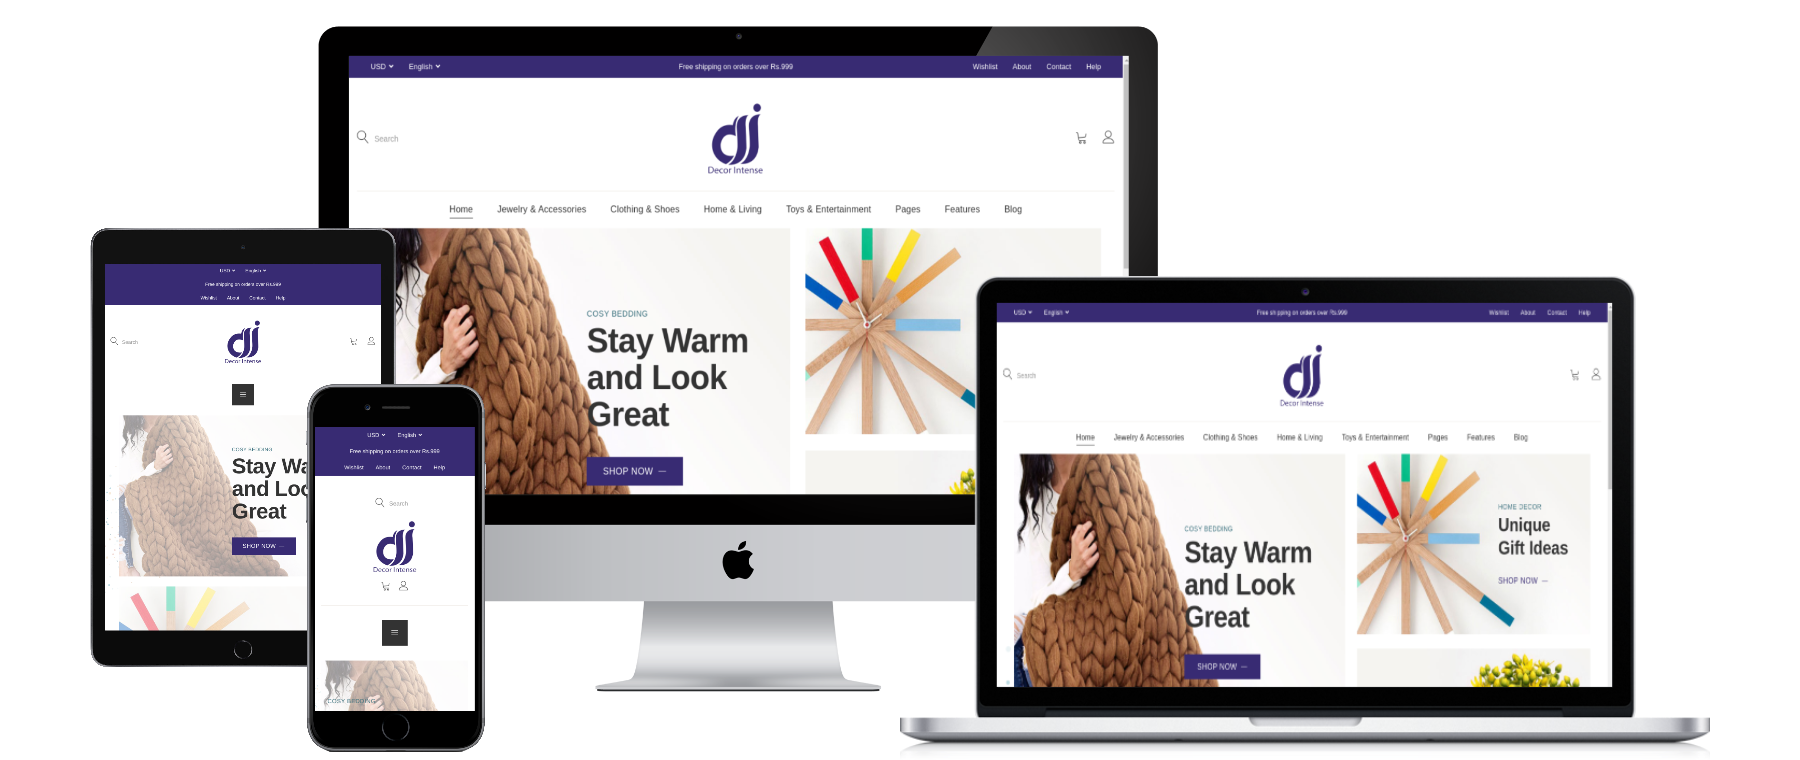 USD English Free shipping on orders over Rs.999 Wishlist About Contact Help
Search
Decor Intense
Home Jewelry & Accessories Clothing & Shoes Home & Living Toys & Entertainment Pages Features Blog
COSY BEDDING
Stay Warm
and Look
Great
SHOP NOW
USD English
Free shipping on orders over Rs.999
Wishlist About Contact Help
Search
Decor Intense
COSY BEDDING
Stay Wa
and Loo
Great
SHOP NOW
USD English
Free shipping on orders over Rs.999
Wishlist About Contact Help
Search
Decor Intense
COSY BEDDING
USD English Free shipping on orders over Rs.999 Wishlist About Contact Help
Search
Decor Intense
Home Jewelry & Accessories Clothing & Shoes Home & Living Toys & Entertainment Pages Features Blog
COSY BEDDING
Stay Warm
and Look
Great
SHOP NOW
HOME DECOR
Unique
Gift Ideas
SHOP NOW